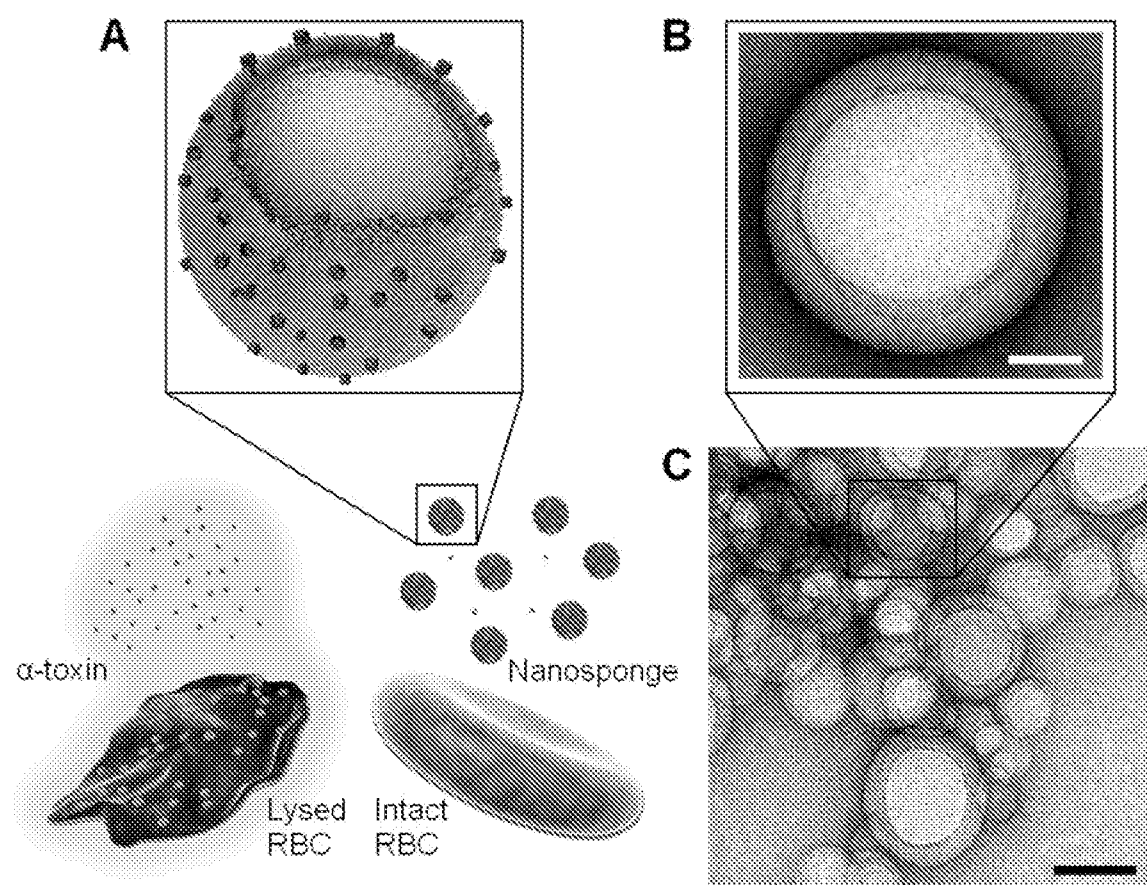 A
B
C
α-toxin
Nanosponge
Lysed
RBC
Intact
RBC